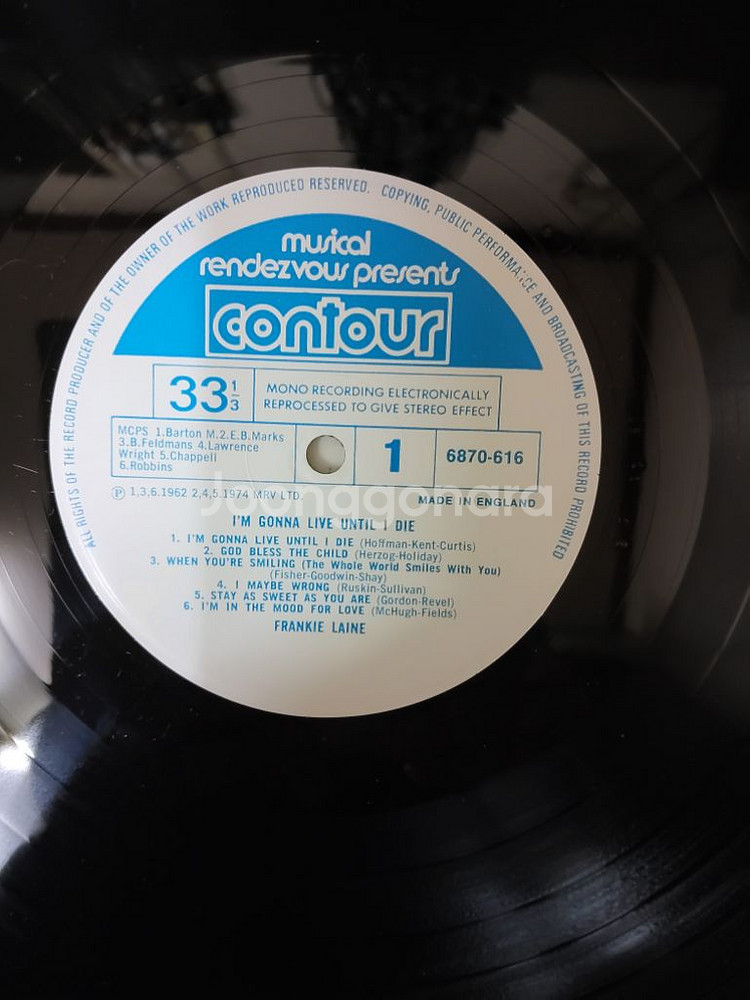 ALL RIGHTS OF THE RECORD PRODUCER AND OF THE OWNER OF THE WORK REPRODUCED RESERVED. COPYING, PUBLIC PERFORMANCE AND BROADCASTING OF THIS RECORD PROHIBITED
musical
rendezvous presents
contour
33 1/3
MONO RECORDING ELECTRONICALLY
REPROCESSED TO GIVE STEREO EFFECT
MCPS 1.Barton M.2.E.B.Marks
3.B.Feldmans 4.Lawrence
Wright 5.Chappell
6.Robbins
1
6870-616
℗ 1,3,6.1962 2,4,5.1974 MRV LTD.
MADE IN ENGLAND
Joonggonara
I'M GONNA LIVE UNTIL I DIE
1. I'M GONNA LIVE UNTIL I DIE (Hoffman-Kent-Curtis)
2. GOD BLESS THE CHILD (Herzog-Holiday)
3. WHEN YOU'RE SMILING (The Whole World Smiles With You)
(Fisher-Goodwin-Shay)
4. I MAYBE WRONG (Ruskin-Sullivan)
5. STAY AS SWEET AS YOU ARE (Gordon-Revel)
6. I'M IN THE MOOD FOR LOVE (McHugh-Fields)
FRANKIE LAINE